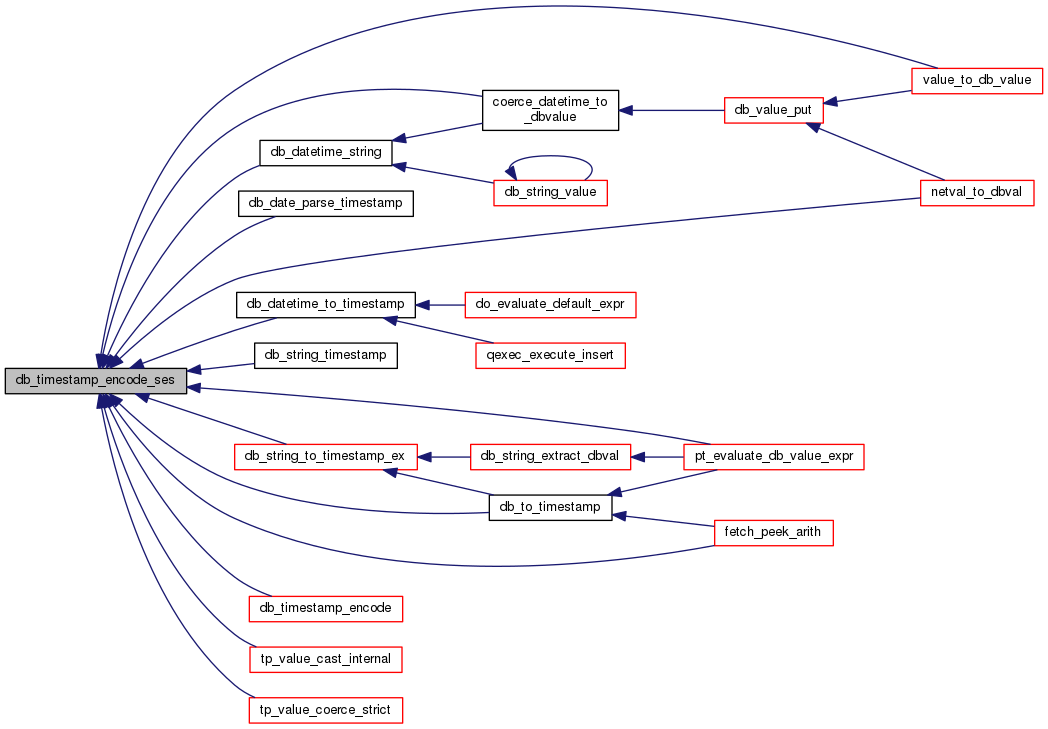 value_to_db_value
coerce_datetime_to
_dbvalue
db_value_put
db_datetime_string
db_string_value
netval_to_dbval
db_date_parse_timestamp
db_datetime_to_timestamp
do_evaluate_default_expr
db_string_timestamp
qexec_execute_insert
db_timestamp_encode_ses
db_string_to_timestamp_ex
db_string_extract_dbval
pt_evaluate_db_value_expr
db_to_timestamp
fetch_peek_arith
db_timestamp_encode
tp_value_cast_internal
tp_value_coerce_strict